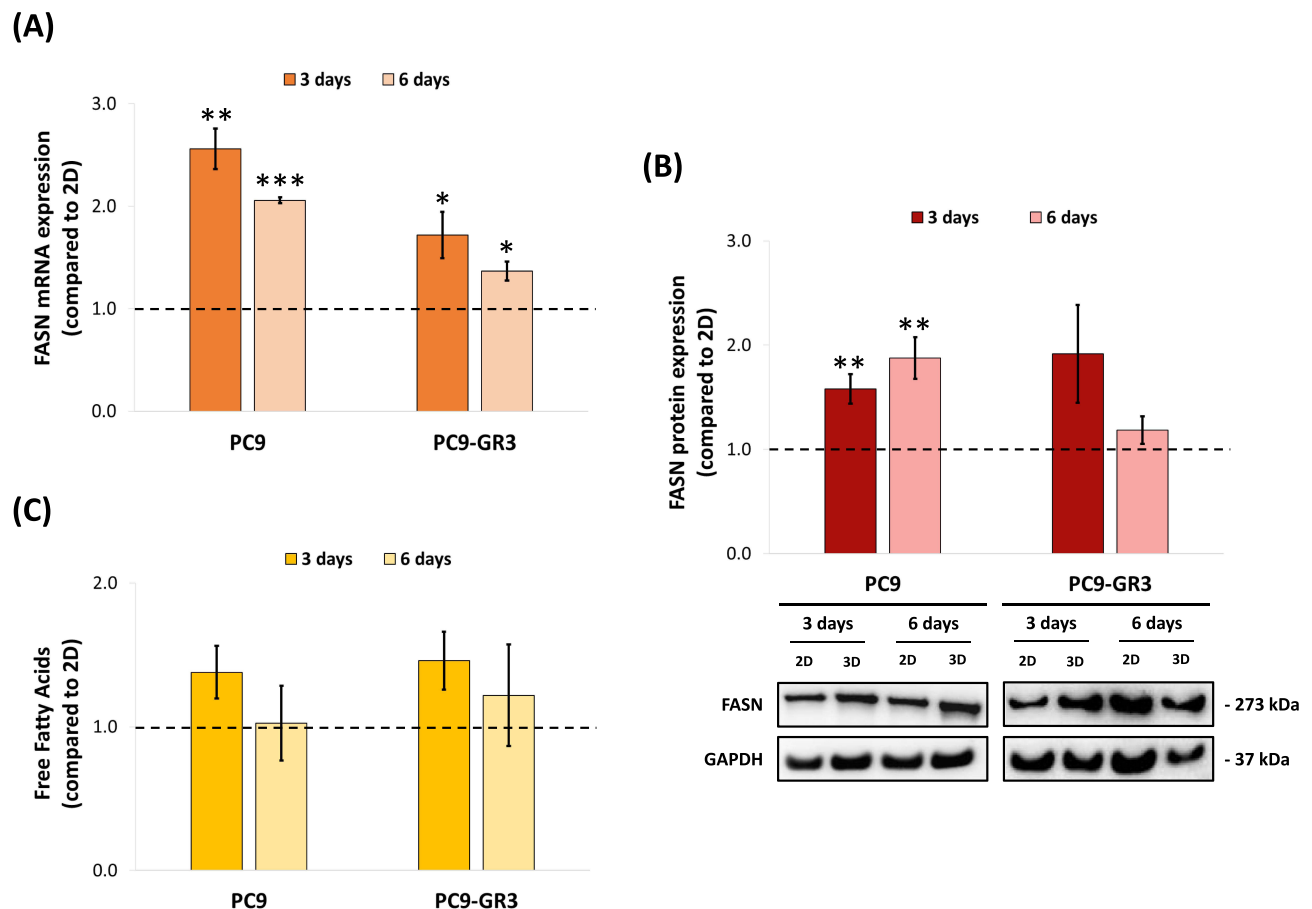 (A)
3 days 6 days
FASN mRNA expression
(compared to 2D)
3.0
2.0
1.0
0.0
** *** * *
PC9 PC9-GR3
(B)
3 days 6 days
FASN protein expression
(compared to 2D)
3.0
2.0
1.0
0.0
** **
PC9 PC9-GR3
3 days 6 days 3 days 6 days
2D 3D 2D 3D 2D 3D 2D 3D
FASN - 273 kDa
GAPDH - 37 kDa
(C)
3 days 6 days
Free Fatty Acids
(compared to 2D)
2.0
1.0
0.0
PC9 PC9-GR3